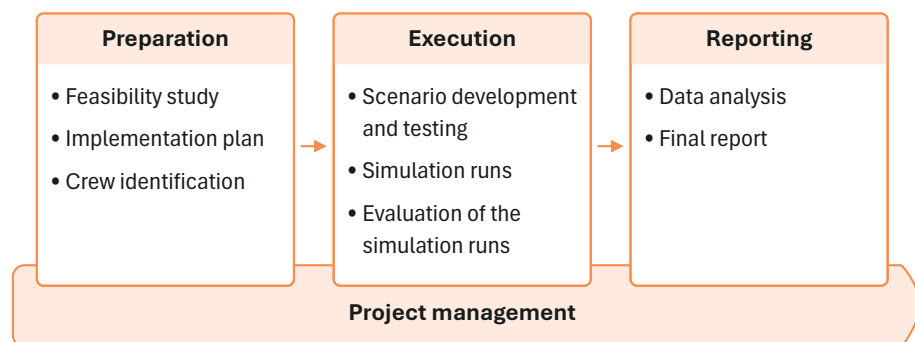 Preparation
• Feasibility study
• Implementation plan
• Crew identification
Execution
• Scenario development
and testing
• Simulation runs
• Evaluation of the
simulation runs
Reporting
• Data analysis
• Final report
Project management